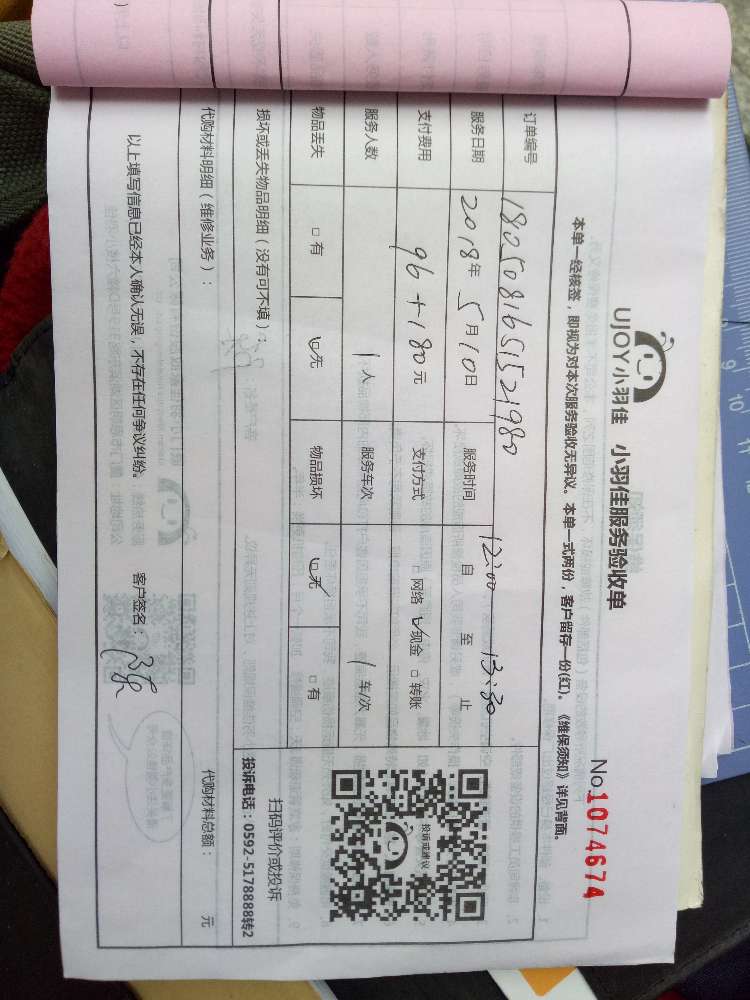 UJOY小羽佳 小羽佳服务验收单
No.1074674
本单一经核签，即视为对本次服务验收无异议。本单一式两份，客户留存一份(红)。《维保须知》详见背面。
订单编号 1805081651521980
服务日期 2018年5月10日 服务时间 12:00 自 至 13:30 止
支付费用 96+180元 支付方式 □网络 ☑现金 □转账
服务人数 1人 服务车次 1车/次
物品丢失 □有 ☑无 物品损坏 ☑无 □有
损坏或丢失物品明细（没有可不填）：
投诉或建议
扫码评价或投诉
投诉电话：0592-5178888转2
代购材料明细（维修业务）： 代购材料总额： 元
以上填写信息已经本人确认无误，不存在任何争议纠纷。 客户签名：